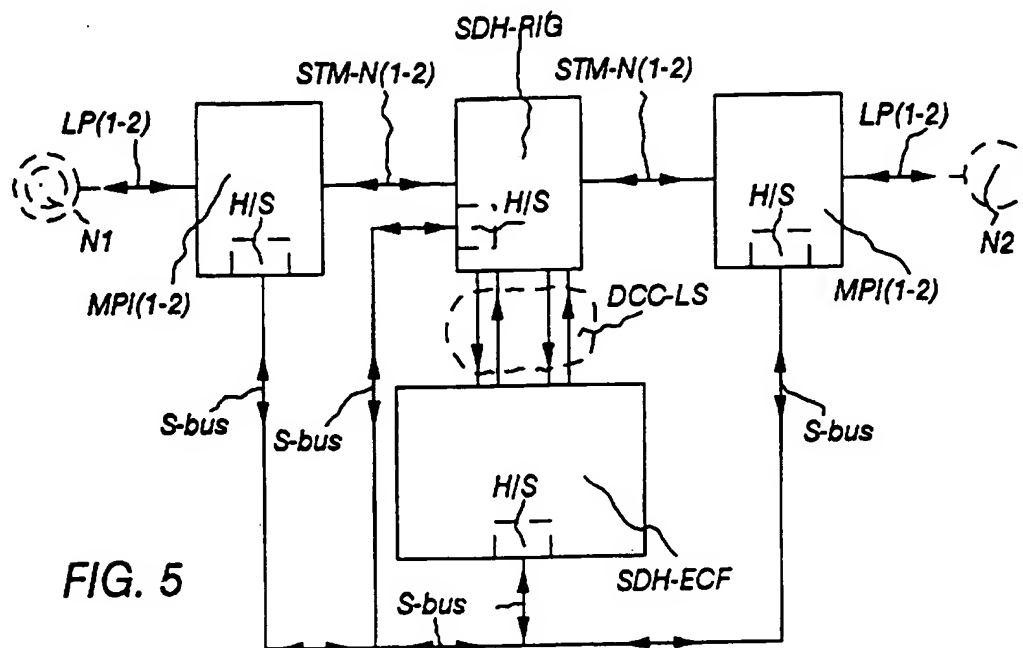 SDH-RIG
STM-N(1-2)
STM-N(1-2)
LP(1-2)
LP(1-2)
H/S
H/S
H/S
N1
N2
MPI(1-2)
DCC-LS
MPI(1-2)
S-bus
S-bus
S-bus
H/S
FIG. 5
SDH-ECF
S-bus